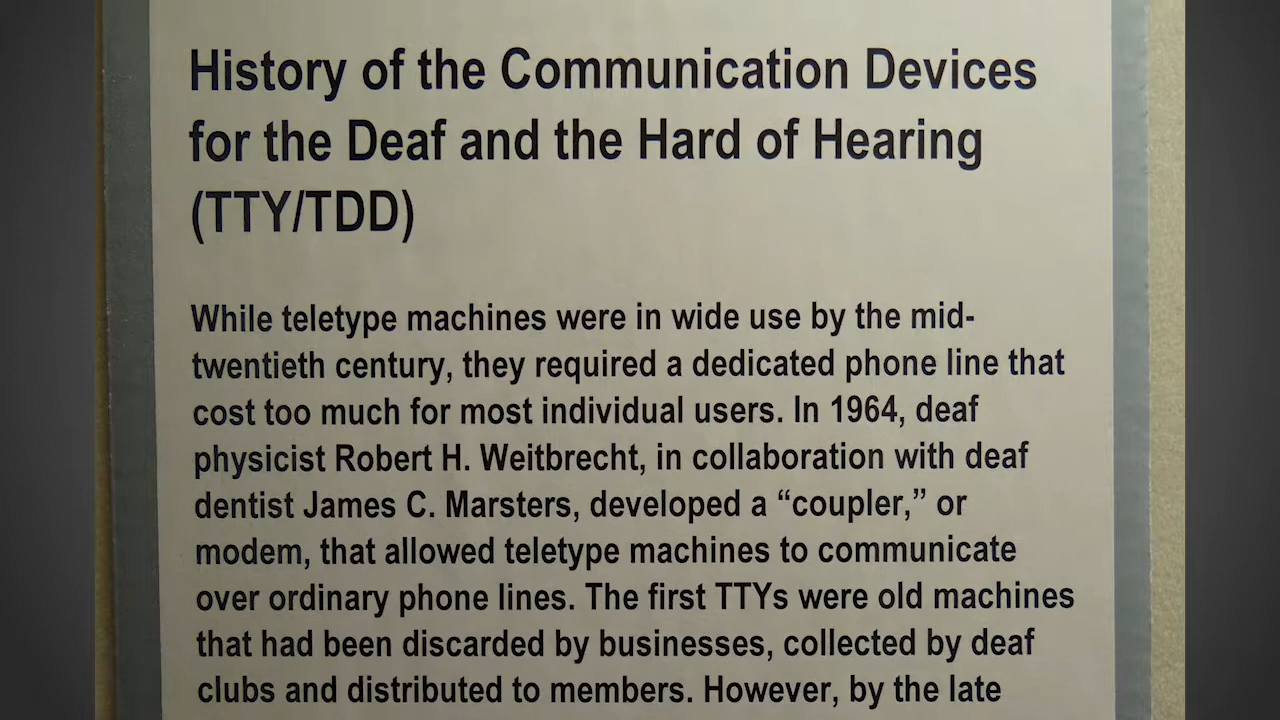 History of the Communication Devices
for the Deaf and the Hard of Hearing
(TTY/TDD)
While teletype machines were in wide use by the mid-
twentieth century, they required a dedicated phone line that
cost too much for most individual users. In 1964, deaf
physicist Robert H. Weitbrecht, in collaboration with deaf
dentist James C. Marsters, developed a “coupler,” or
modem, that allowed teletype machines to communicate
over ordinary phone lines. The first TTYs were old machines
that had been discarded by businesses, collected by deaf
clubs and distributed to members. However, by the late